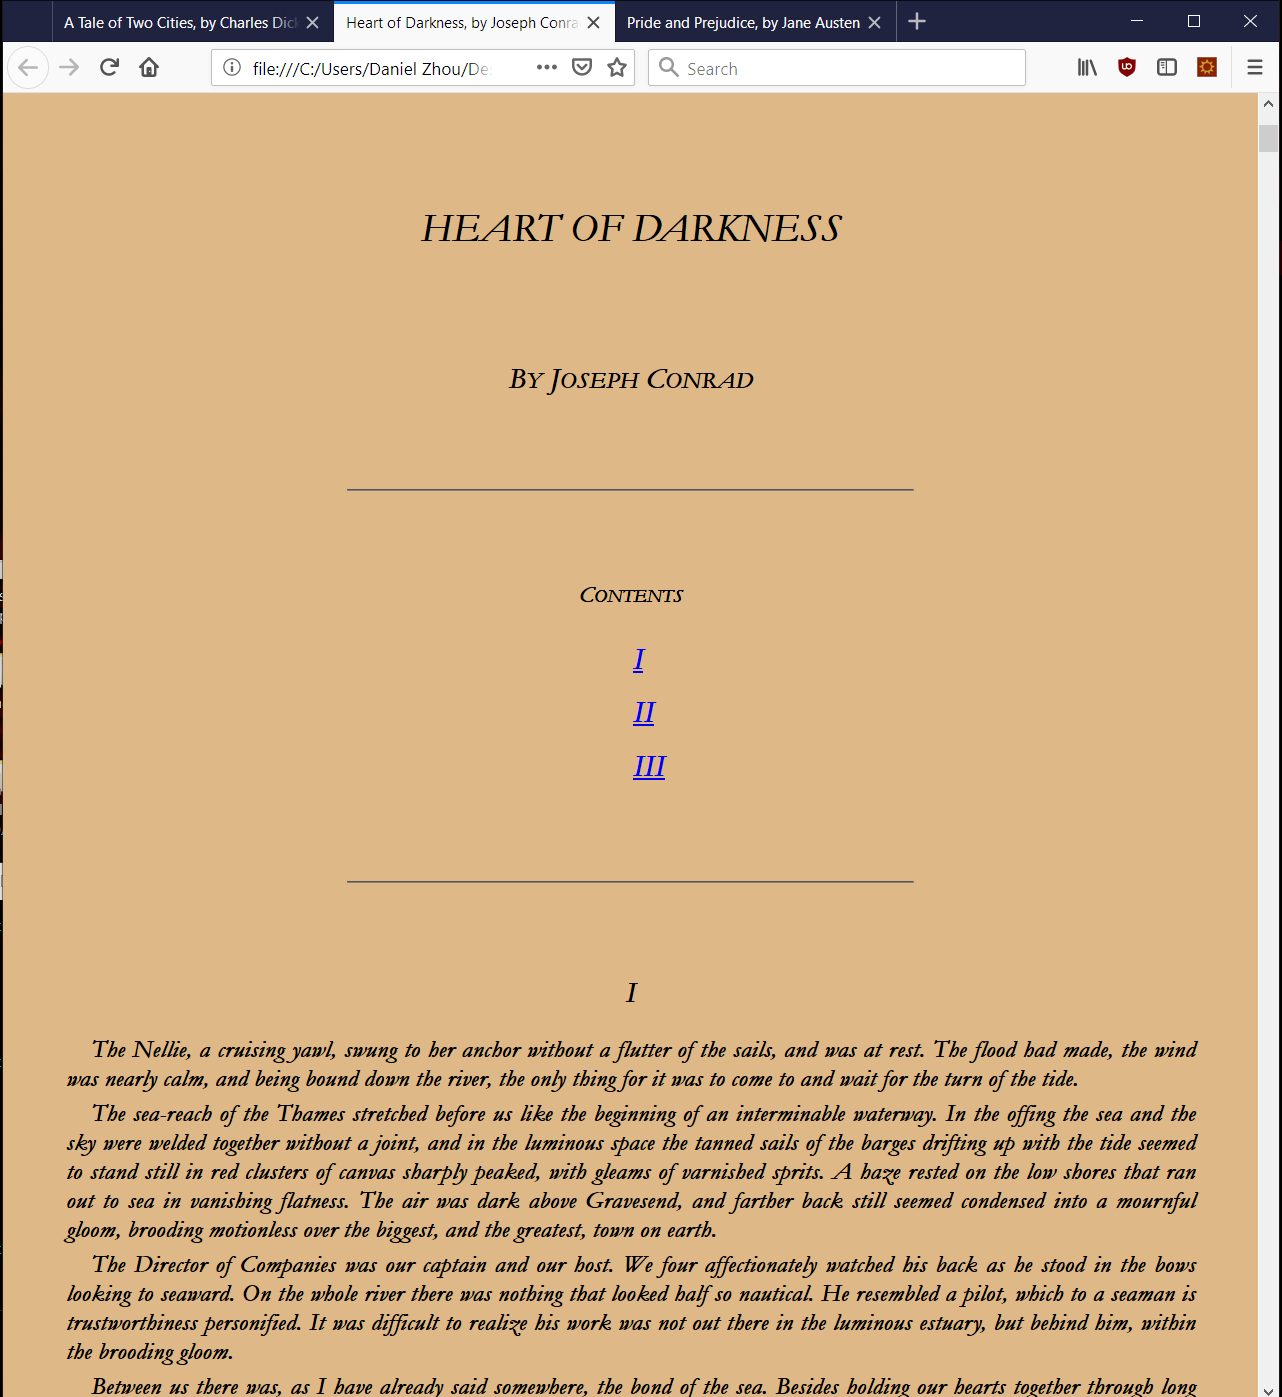 A Tale of Two Cities, by Charles Dick
Heart of Darkness, by Joseph Conra
Pride and Prejudice, by Jane Austen
file:///C:/Users/Daniel Zhou/De
Search
HEART OF DARKNESS
BY JOSEPH CONRAD
CONTENTS
I
II
III
I
The Nellie, a cruising yawl, swung to her anchor without a flutter of the sails, and was at rest. The flood had made, the wind
was nearly calm, and being bound down the river, the only thing for it was to come to and wait for the turn of the tide.
The sea-reach of the Thames stretched before us like the beginning of an interminable waterway. In the offing the sea and the
sky were welded together without a joint, and in the luminous space the tanned sails of the barges drifting up with the tide seemed
to stand still in red clusters of canvas sharply peaked, with gleams of varnished sprits. A haze rested on the low shores that ran
out to sea in vanishing flatness. The air was dark above Gravesend, and farther back still seemed condensed into a mournful
gloom, brooding motionless over the biggest, and the greatest, town on earth.
The Director of Companies was our captain and our host. We four affectionately watched his back as he stood in the bows
looking to seaward. On the whole river there was nothing that looked half so nautical. He resembled a pilot, which to a seaman is
trustworthiness personified. It was difficult to realize his work was not out there in the luminous estuary, but behind him, within
the brooding gloom.
Between us there was, as I have already said somewhere, the bond of the sea. Besides holding our hearts together through long